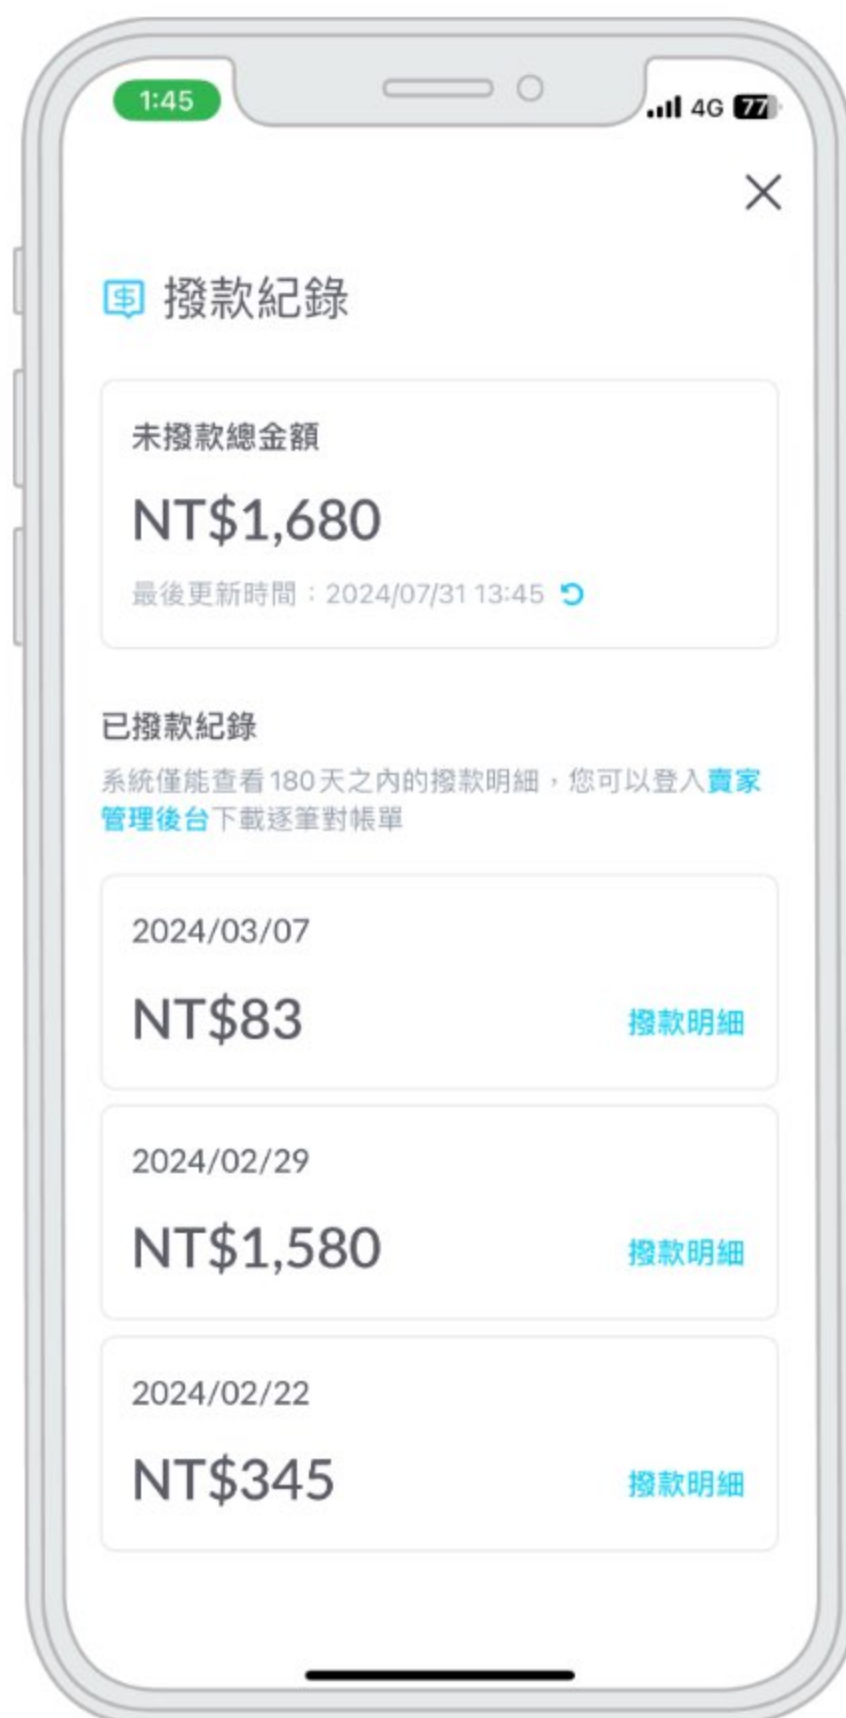 1:45
4G 77
撥款紀錄
未撥款總金額
NT$1,680
最後更新時間：2024/07/31 13:45
已撥款紀錄
系統僅能查看180天之內的撥款明細，您可以登入賣家
管理後台下載逐筆對帳單
2024/03/07
NT$83
撥款明細
2024/02/29
NT$1,580
撥款明細
2024/02/22
NT$345
撥款明細